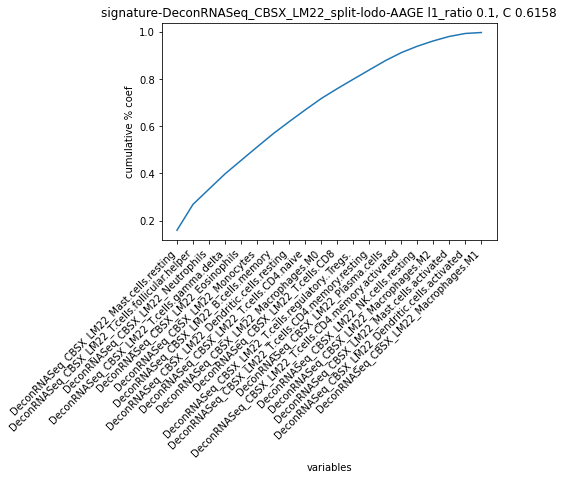 signature-DeconRNASeq_CBSX_LM22_split-lodo-AAGE l1_ratio 0.1, C 0.6158
1.0
0.8
0.6
0.4
0.2
cumulative % coef
DeconRNASeq_CBSX_LM22_Mast.cells.resting
DeconRNASeq_CBSX_LM22_T.cells.follicular.helper
DeconRNASeq_CBSX_LM22_Neutrophils
DeconRNASeq_CBSX_LM22_T.cells.gamma.delta
DeconRNASeq_CBSX_LM22_Eosinophils
DeconRNASeq_CBSX_LM22_Monocytes
DeconRNASeq_CBSX_LM22_B.cells.memory
DeconRNASeq_CBSX_LM22_Dendritic.cells.resting
DeconRNASeq_CBSX_LM22_T.cells.CD4.naive
DeconRNASeq_CBSX_LM22_Macrophages.M0
DeconRNASeq_CBSX_LM22_T.cells.CD8
DeconRNASeq_CBSX_LM22_T.cells.regulatory..Tregs.
DeconRNASeq_CBSX_LM22_T.cells.CD4.memory.resting
DeconRNASeq_CBSX_LM22_Plasma.cells
DeconRNASeq_CBSX_LM22_T.cells.CD4.memory.activated
DeconRNASeq_CBSX_LM22_NK.cells.resting
DeconRNASeq_CBSX_LM22_Macrophages.M2
DeconRNASeq_CBSX_LM22_Mast.cells.activated
DeconRNASeq_CBSX_LM22_Dendritic.cells.activated
DeconRNASeq_CBSX_LM22_Macrophages.M1
variables